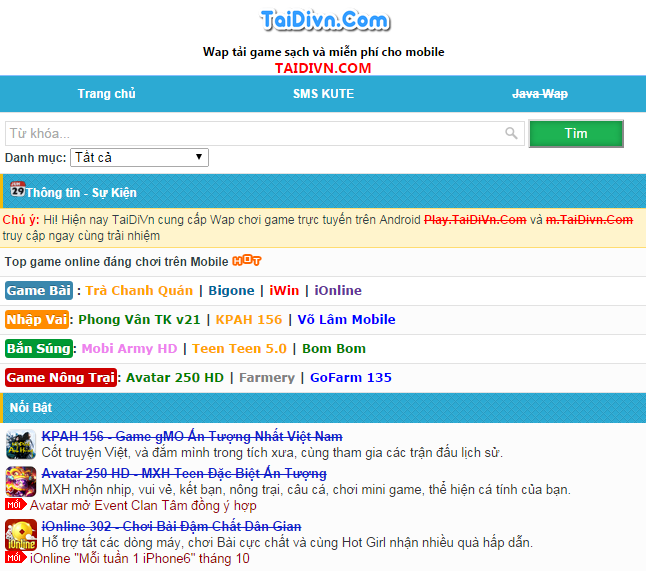 TaiDivn.Com
Wap tải game sạch và miễn phí cho mobile
TAIDIVN.COM
Trang chủ SMS KUTE Java Wap
Từ khóa... Tìm
Danh mục: Tất cả
29 Thông tin - Sự Kiện
Chú ý: Hi! Hiện nay TaiDiVn cung cấp Wap chơi game trực tuyến trên Android Play.TaiDiVn.Com và m.TaiDivn.Com
truy cập ngay cùng trải nhiệm
Top game online đáng chơi trên Mobile HOT
Game Bài : Trà Chanh Quán | Bigone | iWin | iOnline
Nhập Vai: Phong Vân TK v21 | KPAH 156 | Võ Lâm Mobile
Bắn Súng: Mobi Army HD | Teen Teen 5.0 | Bom Bom
Game Nông Trại: Avatar 250 HD | Farmery | GoFarm 135
Nổi Bật
KPAH 156 - Game gMO Ấn Tượng Nhất Việt Nam
Cốt truyện Việt, và đắm mình trong tích xưa, cùng tham gia các trận đấu lịch sử.
Avatar 250 HD - MXH Teen Đặc Biệt Ấn Tượng
MXH nhộn nhịp, vui vẻ, kết bạn, nông trại, câu cá, chơi mini game, thể hiện cá tính của bạn.
MỚI Avatar mở Event Clan Tâm đồng ý hợp
iOnline 302 - Chơi Bài Đậm Chất Dân Gian
Hỗ trợ tất các dòng máy, chơi Bài cực chất và cùng Hot Girl nhận nhiều quà hấp dẫn.
MỚI iOnline "Mỗi tuần 1 iPhone6" tháng 10